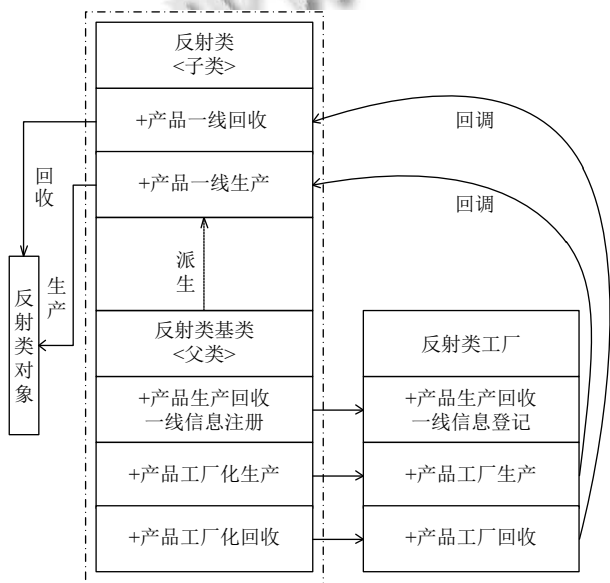 反射类
<子类>
+产品一线回收
回调
+产品一线生产
回收
回调
生产
派生
反射类对象
反射类基类
<父类>
反射类工厂
+产品生产回收
一线信息注册
+产品生产回收
一线信息登记
+产品工厂化生产
+产品工厂生产
+产品工厂化回收
+产品工厂回收